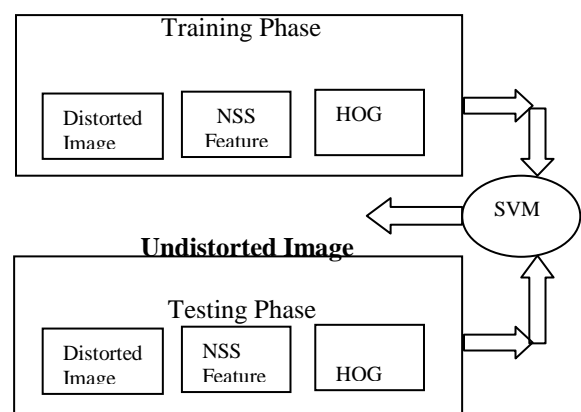 Training Phase
Distorted
Image
NSS
Feature
HOG
SVM
Undistorted Image
Testing Phase
Distorted
Image
NSS
Feature
HOG